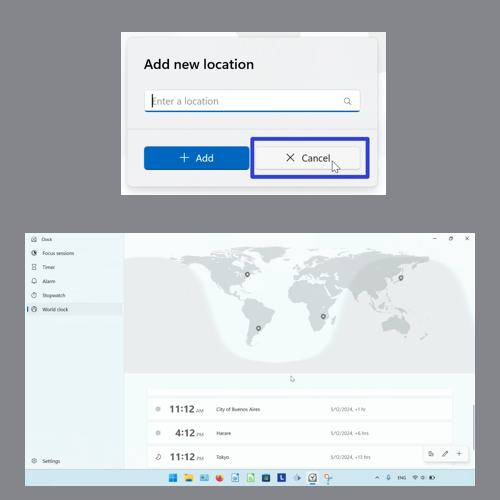 Add new location
Enter a location
Add
Cancel
Clock
Focus sessions
Timer
Alarm
Stopwatch
World clock
11:12 AM City of Buenos Aires 5/12/2024, +1 hr
4:12 PM Harare 5/12/2024, +6 hrs
11:12 PM Tokyo 5/12/2024, +13 hrs
Settings
ENG